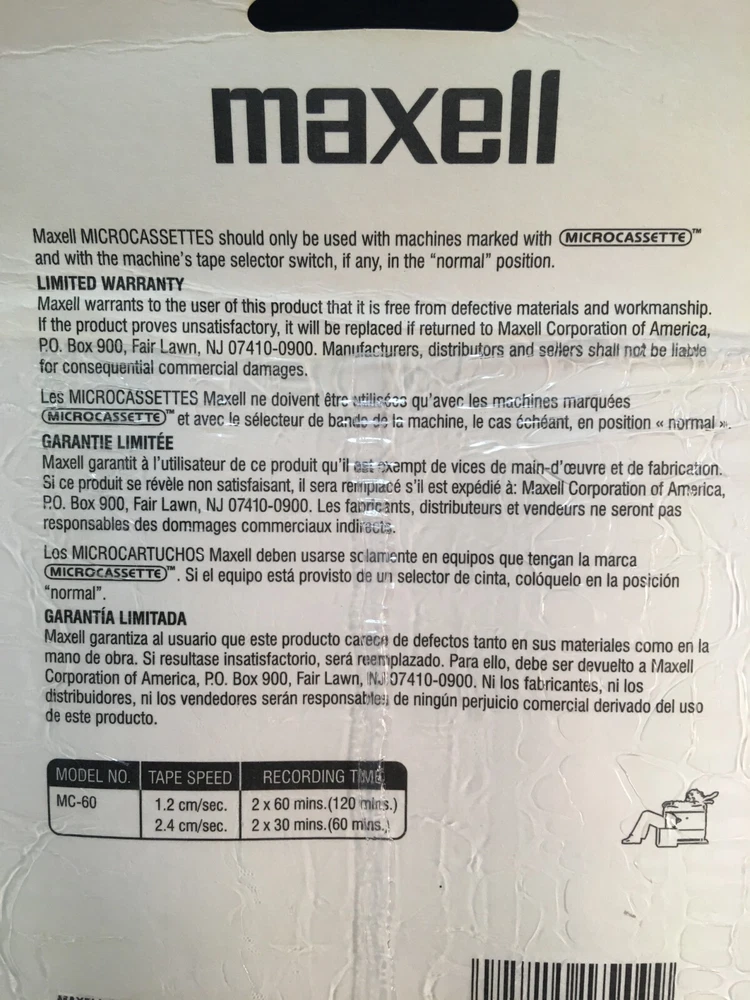 maxell
Maxell MICROCASSETTES should only be used with machines marked with MICROCASSETTE™
and with the machine's tape selector switch, if any, in the “normal” position.
LIMITED WARRANTY
Maxell warrants to the user of this product that it is free from defective materials and workmanship.
If the product proves unsatisfactory, it will be replaced if returned to Maxell Corporation of America,
P.O. Box 900, Fair Lawn, NJ 07410-0900. Manufacturers, distributors and sellers shall not be liable
for consequential commercial damages.
Les MICROCASSETTES Maxell ne doivent être utilisées qu'avec les machines marquées
MICROCASSETTE™ et avec le sélecteur de bande de la machine, le cas échéant, en position « normal ».
GARANTIE LIMITÉE
Maxell garantit à l'utilisateur de ce produit qu'il est exempt de vices de main-d'œuvre et de fabrication.
Si ce produit se révèle non satisfaisant, il sera remplacé s'il est expédié à: Maxell Corporation of America,
P.O. Box 900, Fair Lawn, NJ 07410-0900. Les fabricants, distributeurs et vendeurs ne seront pas
responsables des dommages commerciaux indirects.
Los MICROCARTUCHOS Maxell deben usarse solamente en equipos que tengan la marca
MICROCASSETTE™. Si el equipo está provisto de un selector de cinta, colóquelo en la posición
“normal”.
GARANTÍA LIMITADA
Maxell garantiza al usuario que este producto carece de defectos tanto en sus materiales como en la
mano de obra. Si resultase insatisfactorio, será reemplazado. Para ello, debe ser devuelto a Maxell
Corporation of America, P.O. Box 900, Fair Lawn, NJ 07410-0900. Ni los fabricantes, ni los
distribuidores, ni los vendedores serán responsables de ningún perjuicio comercial derivado del uso
de este producto.
MODEL NO. TAPE SPEED RECORDING TIME
MC-60 1.2 cm/sec. 2 x 60 mins.(120 mins.)
2.4 cm/sec. 2 x 30 mins.(60 mins.)